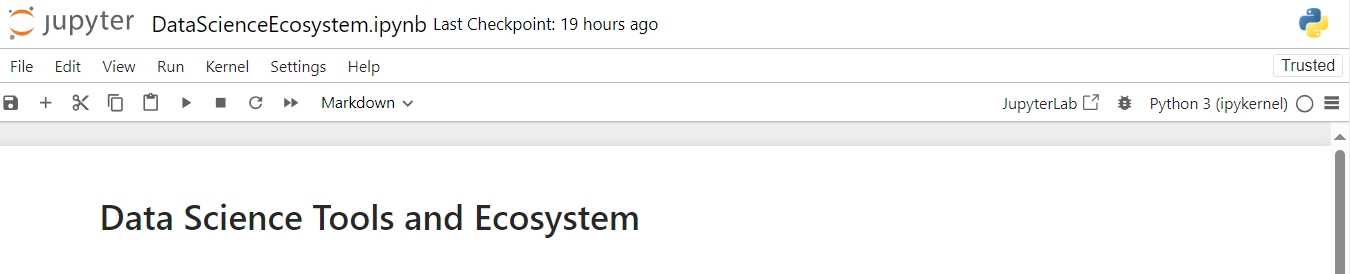 jupyter DataScienceEcosystem.ipynb Last Checkpoint: 19 hours ago
File Edit View Run Kernel Settings Help Trusted
Markdown JupyterLab Python 3 (ipykernel)
Data Science Tools and Ecosystem